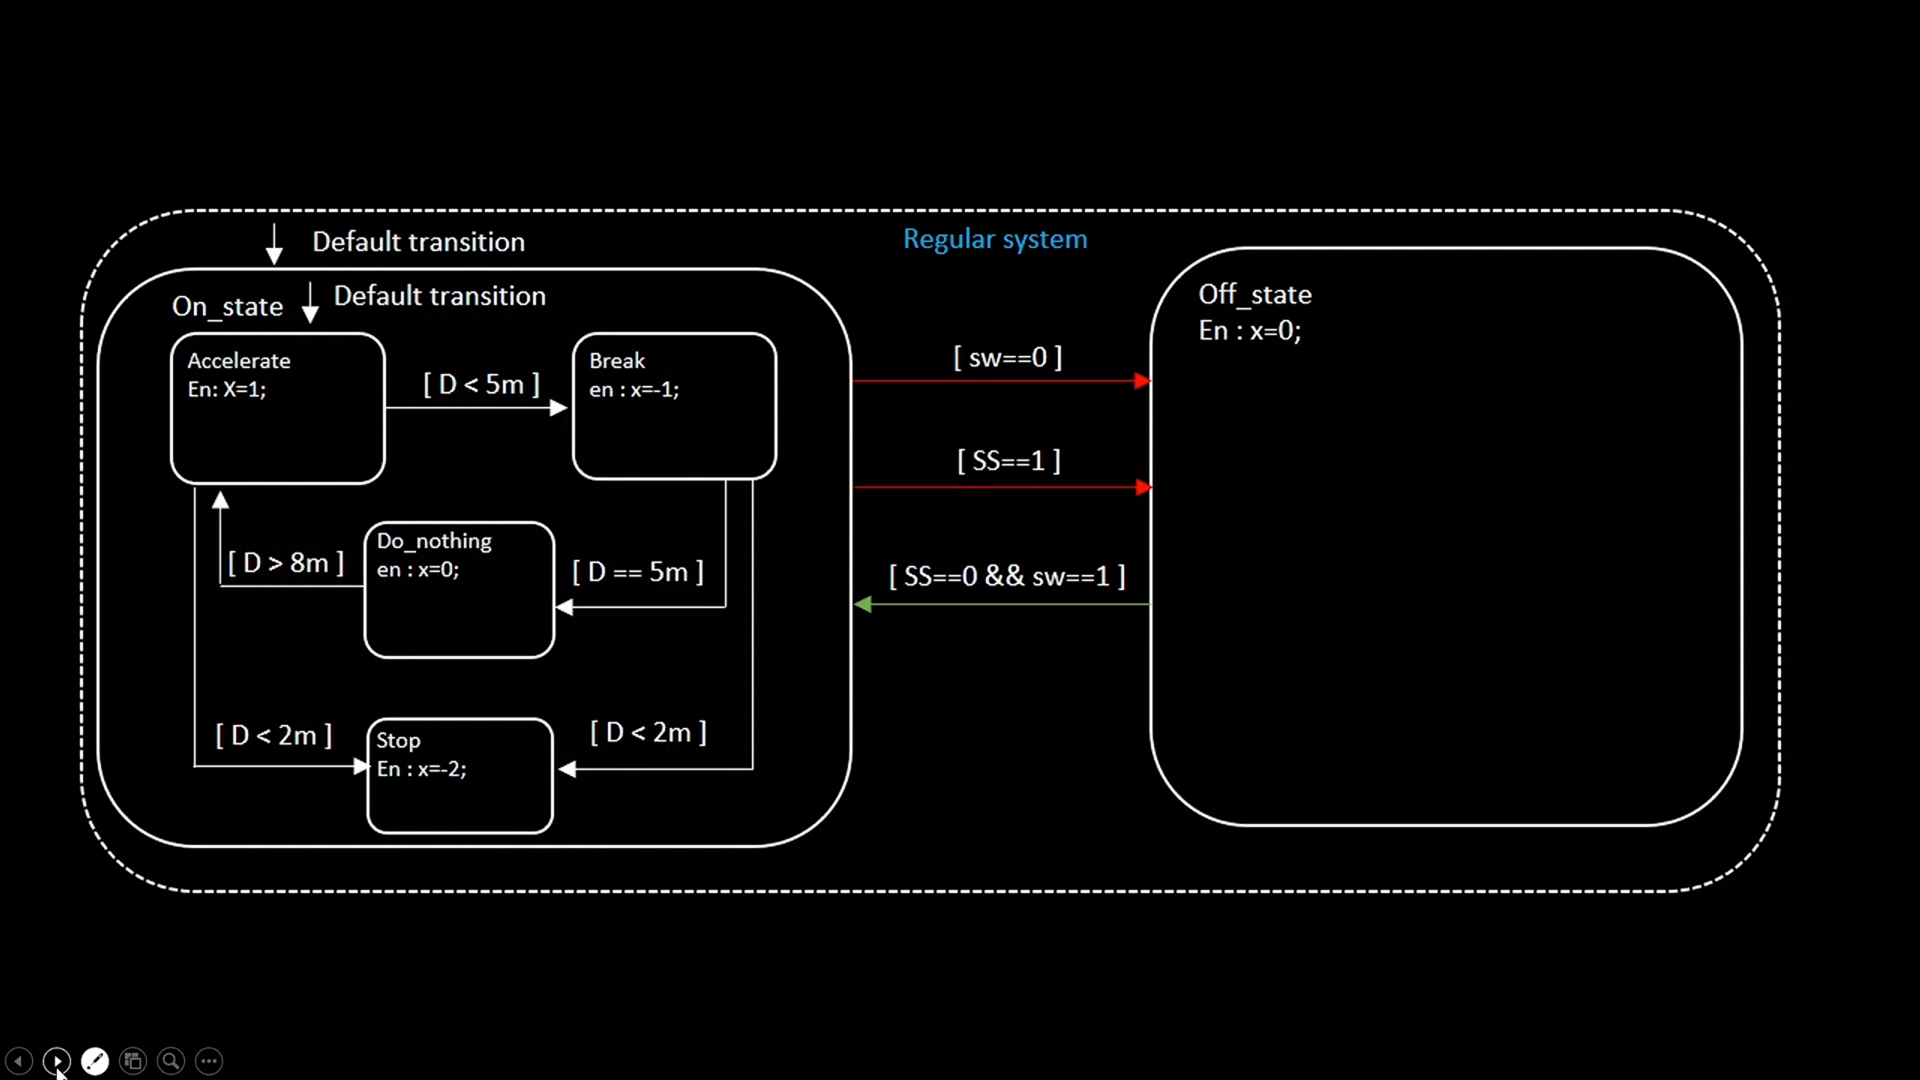 Default transition
Regular system
On_state
Default transition
Accelerate
En: X=1;
[ D < 5m ]
Break
en : x=-1;
Off_state
En : x=0;
[ sw==0 ]
[ SS==1 ]
[ D > 8m ]
Do_nothing
en : x=0;
[ D == 5m ]
[ SS==0 && sw==1 ]
[ D < 2m ]
Stop
En : x=-2;
[ D < 2m ]